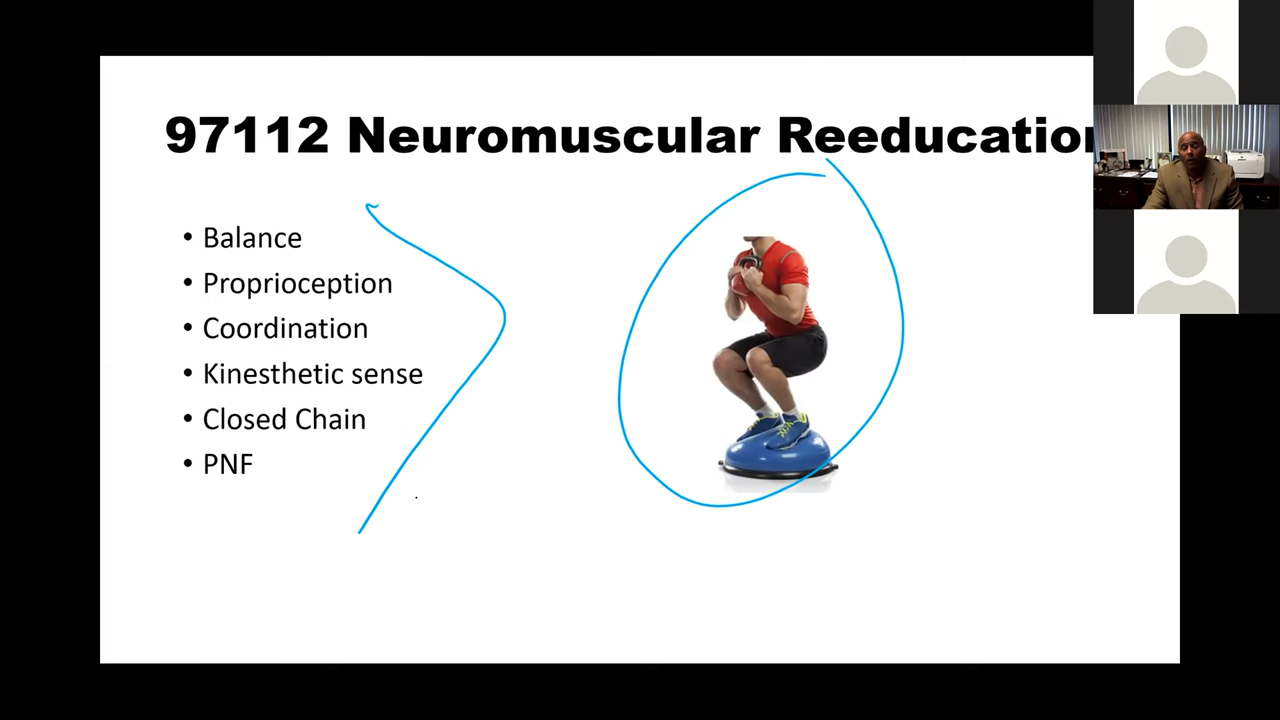 97112 Neuromuscular Reeducation
• Balance
• Proprioception
• Coordination
• Kinesthetic sense
• Closed Chain
• PNF